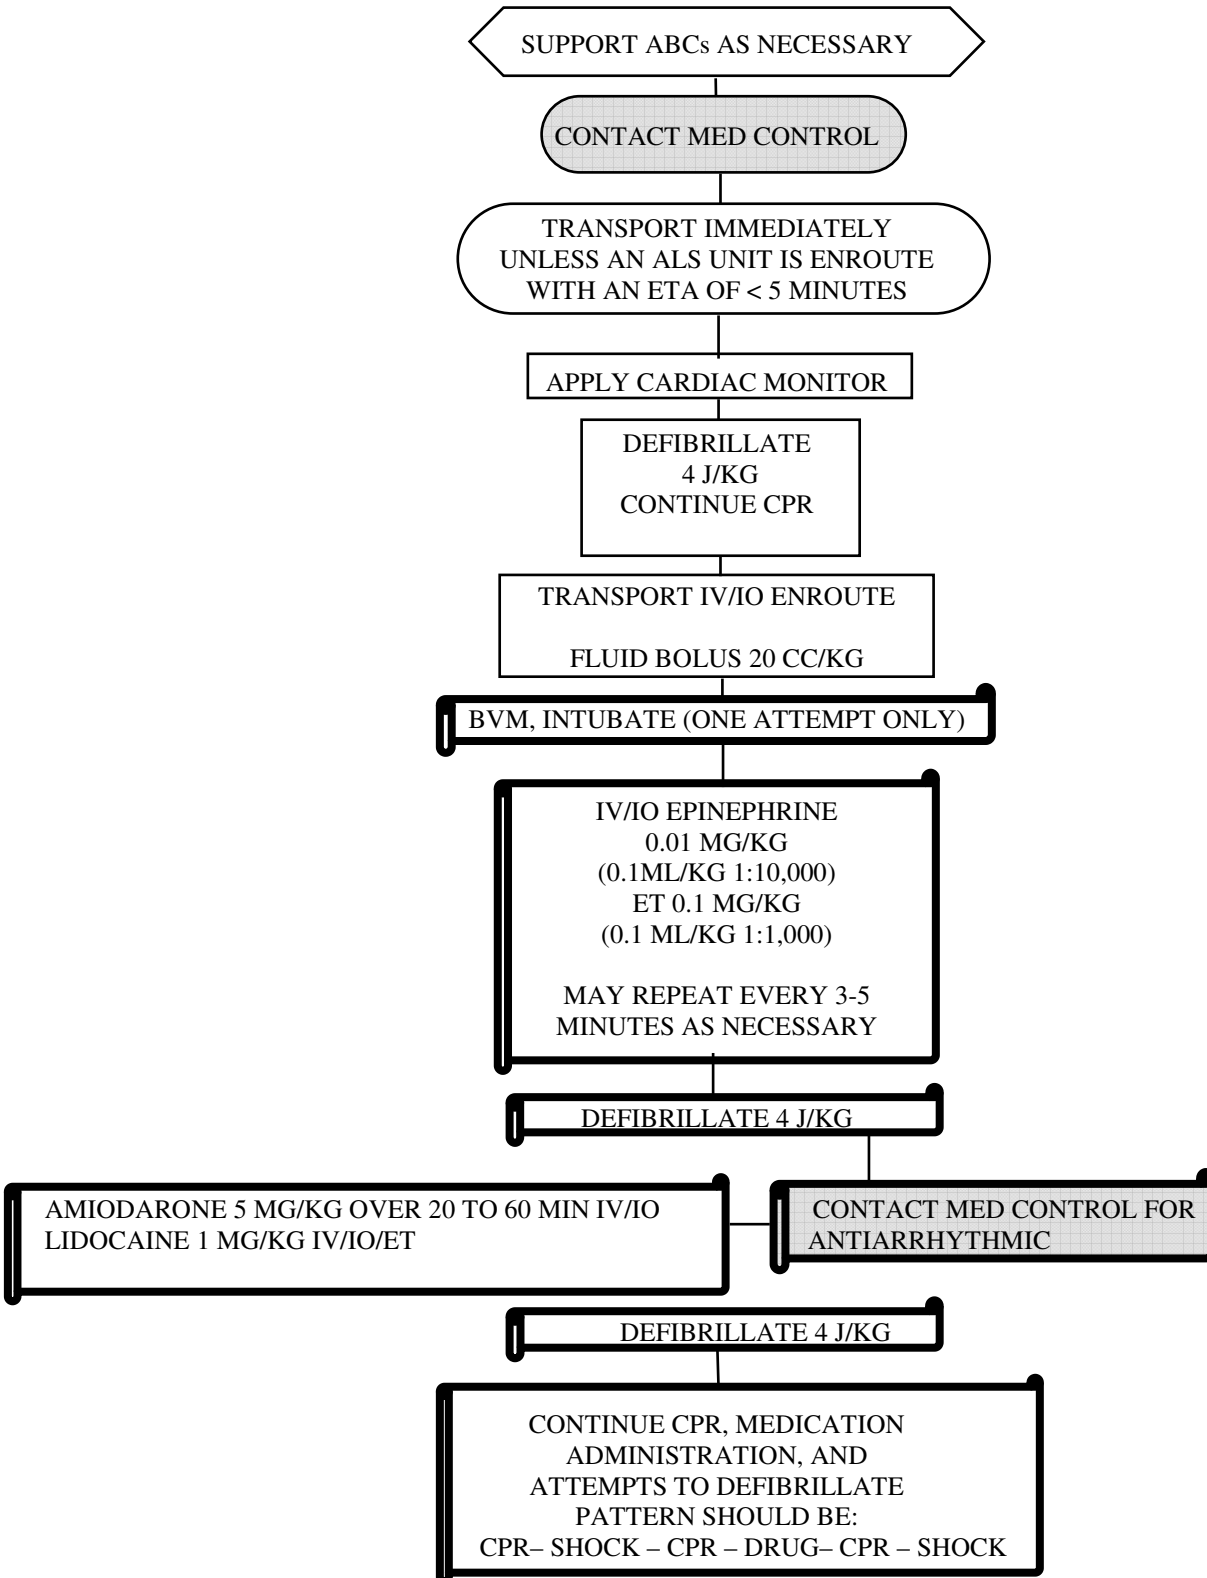 SUPPORT ABCs AS NECESSARY
CONTACT MED CONTROL
TRANSPORT IMMEDIATELY
UNLESS AN ALS UNIT IS ENROUTE
WITH AN ETA OF < 5 MINUTES
APPLY CARDIAC MONITOR
DEFIBRILLATE
4 J/KG
CONTINUE CPR
TRANSPORT IV/IO ENROUTE
FLUID BOLUS 20 CC/KG
BVM, INTUBATE (ONE ATTEMPT ONLY)
IV/IO EPINEPHRINE
0.01 MG/KG
(0.1ML/KG 1:10,000)
ET 0.1 MG/KG
(0.1 ML/KG 1:1,000)
MAY REPEAT EVERY 3-5
MINUTES AS NECESSARY
DEFIBRILLATE 4 J/KG
AMIODARONE 5 MG/KG OVER 20 TO 60 MIN IV/IO
LIDOCAINE 1 MG/KG IV/IO/ET
CONTACT MED CONTROL FOR
ANTIARRHYTHMIC
DEFIBRILLATE 4 J/KG
CONTINUE CPR, MEDICATION
ADMINISTRATION, AND
ATTEMPTS TO DEFIBRILLATE
PATTERN SHOULD BE:
CPR– SHOCK – CPR – DRUG– CPR – SHOCK